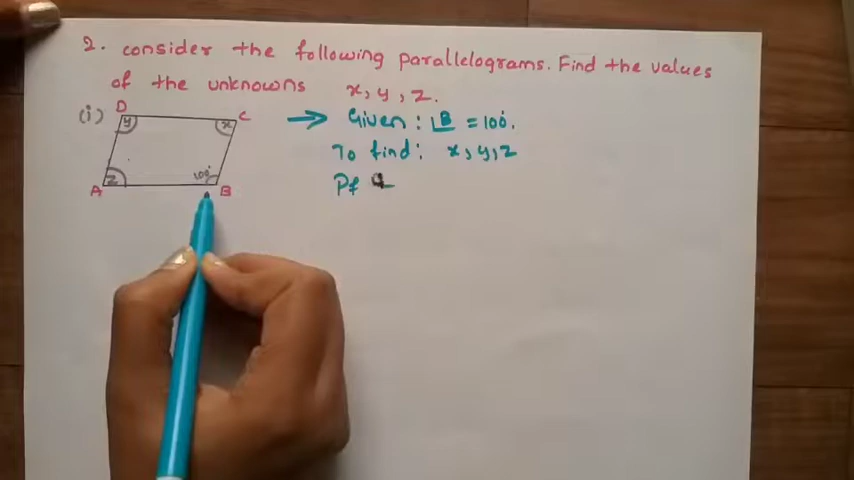 2. consider the following parallelograms. Find the values
of the unknowns x, y, z.
(i) D y x C
A z 100° B
→ Given: ∠B = 100°.
To find: x, y, z
Pf